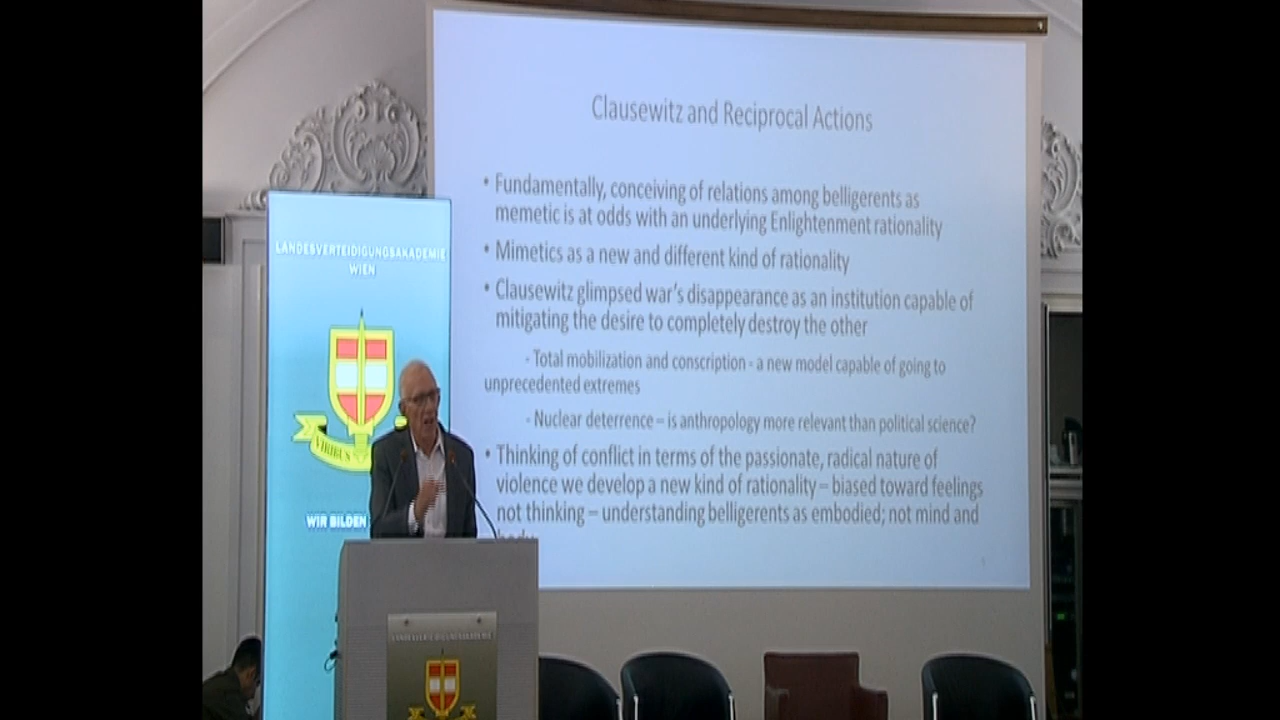 Clausewitz and Reciprocal Actions
• Fundamentally, conceiving of relations among belligerents as
memetic is at odds with an underlying Enlightenment rationality
• Mimetics as a new and different kind of rationality
• Clausewitz glimpsed war's disappearance as an institution capable of
mitigating the desire to completely destroy the other
- Total mobilization and conscription - a new model capable of going to
unprecedented extremes
- Nuclear deterrence – is anthropology more relevant than political science?
• Thinking of conflict in terms of the passionate, radical nature of
violence we develop a new kind of rationality – biased toward feelings
not thinking – understanding belligerents as embodied; not mind and
LANDESVERTEIDIGUNGSAKADEMIE
WIEN
VIRIBUS
WIR BILDEN
LANDESVERTEIDIGUNGSAKADEMIE